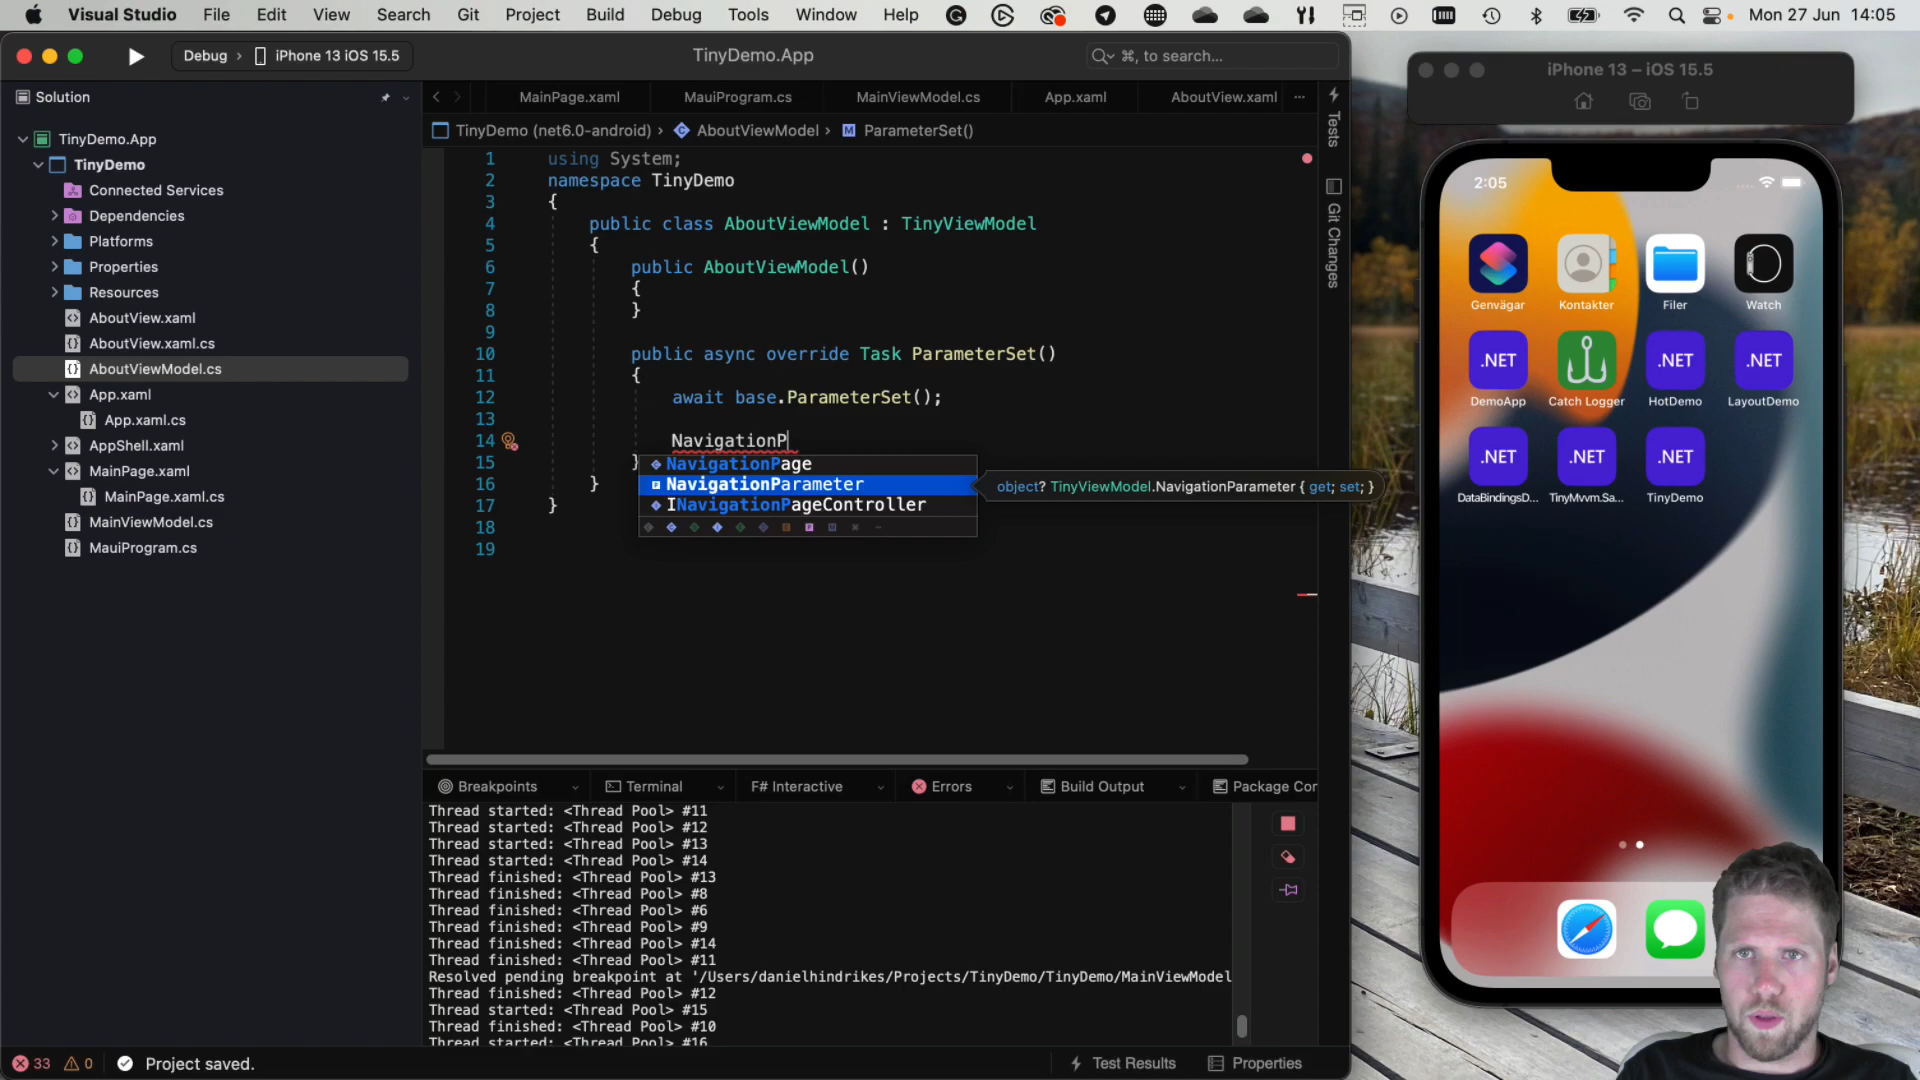 Visual Studio File Edit View Search Git Project Build Debug Tools Window Help Mon 27 Jun 14:05
Debug › iPhone 13 iOS 15.5
TinyDemo.App
⌘, to search...
Solution
TinyDemo.App
TinyDemo
Connected Services
Dependencies
Platforms
Properties
Resources
AboutView.xaml
AboutView.xaml.cs
AboutViewModel.cs
App.xaml
App.xaml.cs
AppShell.xaml
MainPage.xaml
MainPage.xaml.cs
MainViewModel.cs
MauiProgram.cs
MainPage.xaml MauiProgram.cs MainViewModel.cs App.xaml AboutView.xaml
TinyDemo (net6.0-android) › AboutViewModel › ParameterSet()
1 using System;
2 namespace TinyDemo
3 {
4 public class AboutViewModel : TinyViewModel
5 {
6 public AboutViewModel()
7 {
8 }
9
10 public async override Task ParameterSet()
11 {
12 await base.ParameterSet();
13
14 NavigationP
15 }
16 }
17 }
18
19
NavigationPage
NavigationParameter
INavigationPageController
object? TinyViewModel.NavigationParameter { get; set; }
Tests
Git Changes
Breakpoints Terminal F# Interactive Errors Build Output Package Con
Thread started: <Thread Pool> #11
Thread started: <Thread Pool> #12
Thread started: <Thread Pool> #13
Thread started: <Thread Pool> #14
Thread finished: <Thread Pool> #13
Thread finished: <Thread Pool> #8
Thread finished: <Thread Pool> #6
Thread finished: <Thread Pool> #9
Thread finished: <Thread Pool> #14
Thread finished: <Thread Pool> #11
Resolved pending breakpoint at '/Users/danielhindrikes/Projects/TinyDemo/TinyDemo/MainViewModel
Thread finished: <Thread Pool> #12
Thread started: <Thread Pool> #15
Thread finished: <Thread Pool> #10
Thread started: <Thread Pool> #16
33 0 Project saved.
Test Results Properties
iPhone 13 – iOS 15.5
2:05
Genvägar Kontakter Filer Watch
.NET .NET .NET
DemoApp Catch Logger HotDemo LayoutDemo
.NET .NET .NET
DataBindingsD... TinyMvvm.Sa... TinyDemo